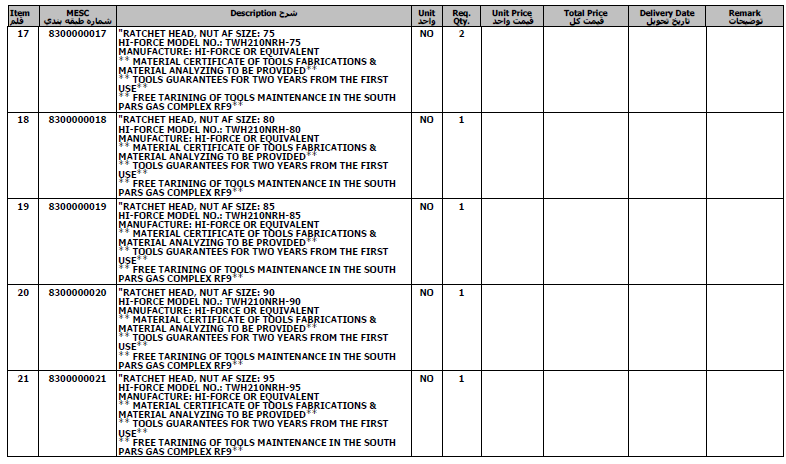 Item MESC Description شرح Unit Req. Unit Price Total Price Delivery Date Remark
قلم شماره طبقه بندي واحد Qty. قيمت واحد قيمت كل تاريخ تحويل توضيحات
17 8300000017 "RATCHET HEAD, NUT AF SIZE: 75 NO 2
HI-FORCE MODEL NO.: TWH210NRH-75
MANUFACTURE: HI-FORCE OR EQUIVALENT
** MATERIAL CERTIFICATE OF TOOLS FABRICATIONS &
MATERIAL ANALYZING TO BE PROVIDED**
** TOOLS GUARANTEES FOR TWO YEARS FROM THE FIRST
USE**
** FREE TARINING OF TOOLS MAINTENANCE IN THE SOUTH
PARS GAS COMPLEX RF9**
18 8300000018 "RATCHET HEAD, NUT AF SIZE: 80 NO 1
HI-FORCE MODEL NO.: TWH210NRH-80
MANUFACTURE: HI-FORCE OR EQUIVALENT
** MATERIAL CERTIFICATE OF TOOLS FABRICATIONS &
MATERIAL ANALYZING TO BE PROVIDED**
** TOOLS GUARANTEES FOR TWO YEARS FROM THE FIRST
USE**
** FREE TARINING OF TOOLS MAINTENANCE IN THE SOUTH
PARS GAS COMPLEX RF9**
19 8300000019 "RATCHET HEAD, NUT AF SIZE: 85 NO 1
HI-FORCE MODEL NO.: TWH210NRH-85
MANUFACTURE: HI-FORCE OR EQUIVALENT
** MATERIAL CERTIFICATE OF TOOLS FABRICATIONS &
MATERIAL ANALYZING TO BE PROVIDED**
** TOOLS GUARANTEES FOR TWO YEARS FROM THE FIRST
USE**
** FREE TARINING OF TOOLS MAINTENANCE IN THE SOUTH
PARS GAS COMPLEX RF9**
20 8300000020 "RATCHET HEAD, NUT AF SIZE: 90 NO 1
HI-FORCE MODEL NO.: TWH210NRH-90
MANUFACTURE: HI-FORCE OR EQUIVALENT
** MATERIAL CERTIFICATE OF TOOLS FABRICATIONS &
MATERIAL ANALYZING TO BE PROVIDED**
** TOOLS GUARANTEES FOR TWO YEARS FROM THE FIRST
USE**
** FREE TARINING OF TOOLS MAINTENANCE IN THE SOUTH
PARS GAS COMPLEX RF9**
21 8300000021 "RATCHET HEAD, NUT AF SIZE: 95 NO 1
HI-FORCE MODEL NO.: TWH210NRH-95
MANUFACTURE: HI-FORCE OR EQUIVALENT
** MATERIAL CERTIFICATE OF TOOLS FABRICATIONS &
MATERIAL ANALYZING TO BE PROVIDED**
** TOOLS GUARANTEES FOR TWO YEARS FROM THE FIRST
USE**
** FREE TARINING OF TOOLS MAINTENANCE IN THE SOUTH
PARS GAS COMPLEX RF9**